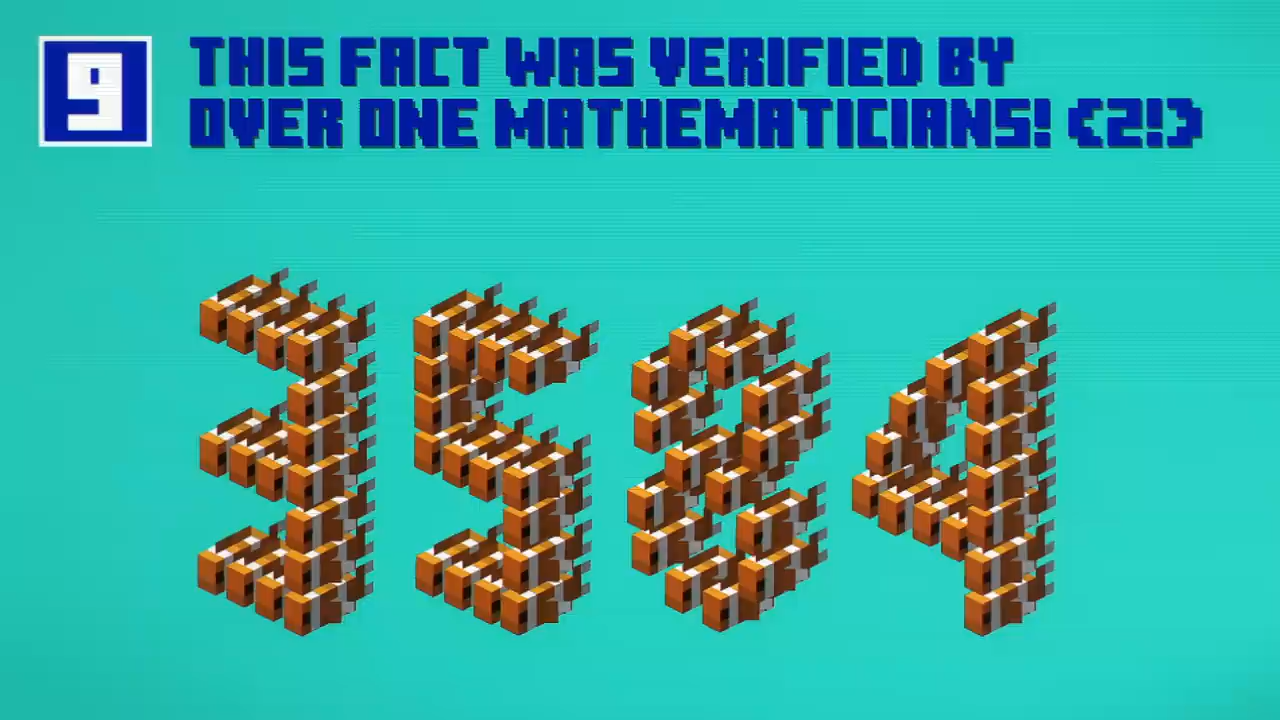 9
THIS FACT WAS VERIFIED BY
OVER ONE MATHEMATICIANS! (2!)
3584